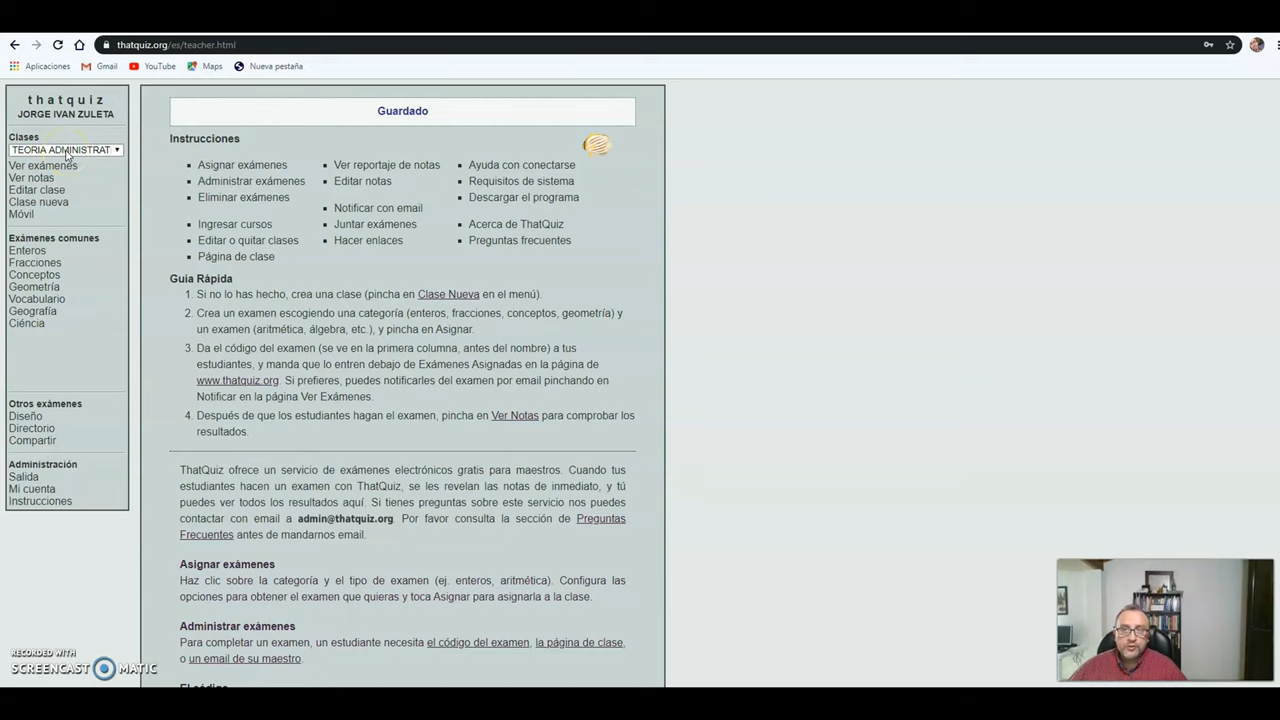 thatquiz.org/es/teacher.html
Aplicaciones Gmail YouTube Maps Nueva pestaña
thatquiz
JORGE IVAN ZULETA
Clases
TEORIA ADMINISTRAT
Ver exámenes
Ver notas
Editar clase
Clase nueva
Móvil
Exámenes comunes
Enteros
Fracciones
Conceptos
Geometría
Vocabulario
Geografía
Ciéncia
Otros exámenes
Diseño
Directorio
Compartir
Administración
Salida
Mi cuenta
Instrucciones
Guardado
Instrucciones
Asignar exámenes
Administrar exámenes
Eliminar exámenes
Ingresar cursos
Editar o quitar clases
Página de clase
Ver reportaje de notas
Editar notas
Notificar con email
Juntar exámenes
Hacer enlaces
Ayuda con conectarse
Requisitos de sistema
Descargar el programa
Acerca de ThatQuiz
Preguntas frecuentes
Guía Rápida
1. Si no lo has hecho, crea una clase (pincha en Clase Nueva en el menú).
2. Crea un examen escogiendo una categoría (enteros, fracciones, conceptos, geometría) y
un examen (aritmética, álgebra, etc.), y pincha en Asignar.
3. Da el código del examen (se ve en la primera columna, antes del nombre) a tus
estudiantes, y manda que lo entren debajo de Exámenes Asignadas en la página de
www.thatquiz.org. Si prefieres, puedes notificarles del examen por email pinchando en
Notificar en la página Ver Exámenes.
4. Después de que los estudiantes hagan el examen, pincha en Ver Notas para comprobar los
resultados.
ThatQuiz ofrece un servicio de exámenes electrónicos gratis para maestros. Cuando tus
estudiantes hacen un examen con ThatQuiz, se les revelan las notas de inmediato, y tú
puedes ver todos los resultados aquí. Si tienes preguntas sobre este servicio nos puedes
contactar con email a admin@thatquiz.org. Por favor consulta la sección de Preguntas
Frecuentes antes de mandarnos email.
Asignar exámenes
Haz clic sobre la categoría y el tipo de examen (ej. enteros, aritmética). Configura las
opciones para obtener el examen que quieras y toca Asignar para asignarla a la clase.
Administrar exámenes
Para completar un examen, un estudiante necesita el código del examen, la página de clase,
o un email de su maestro.
El código
RECORDED WITH
SCREENCAST MATIC